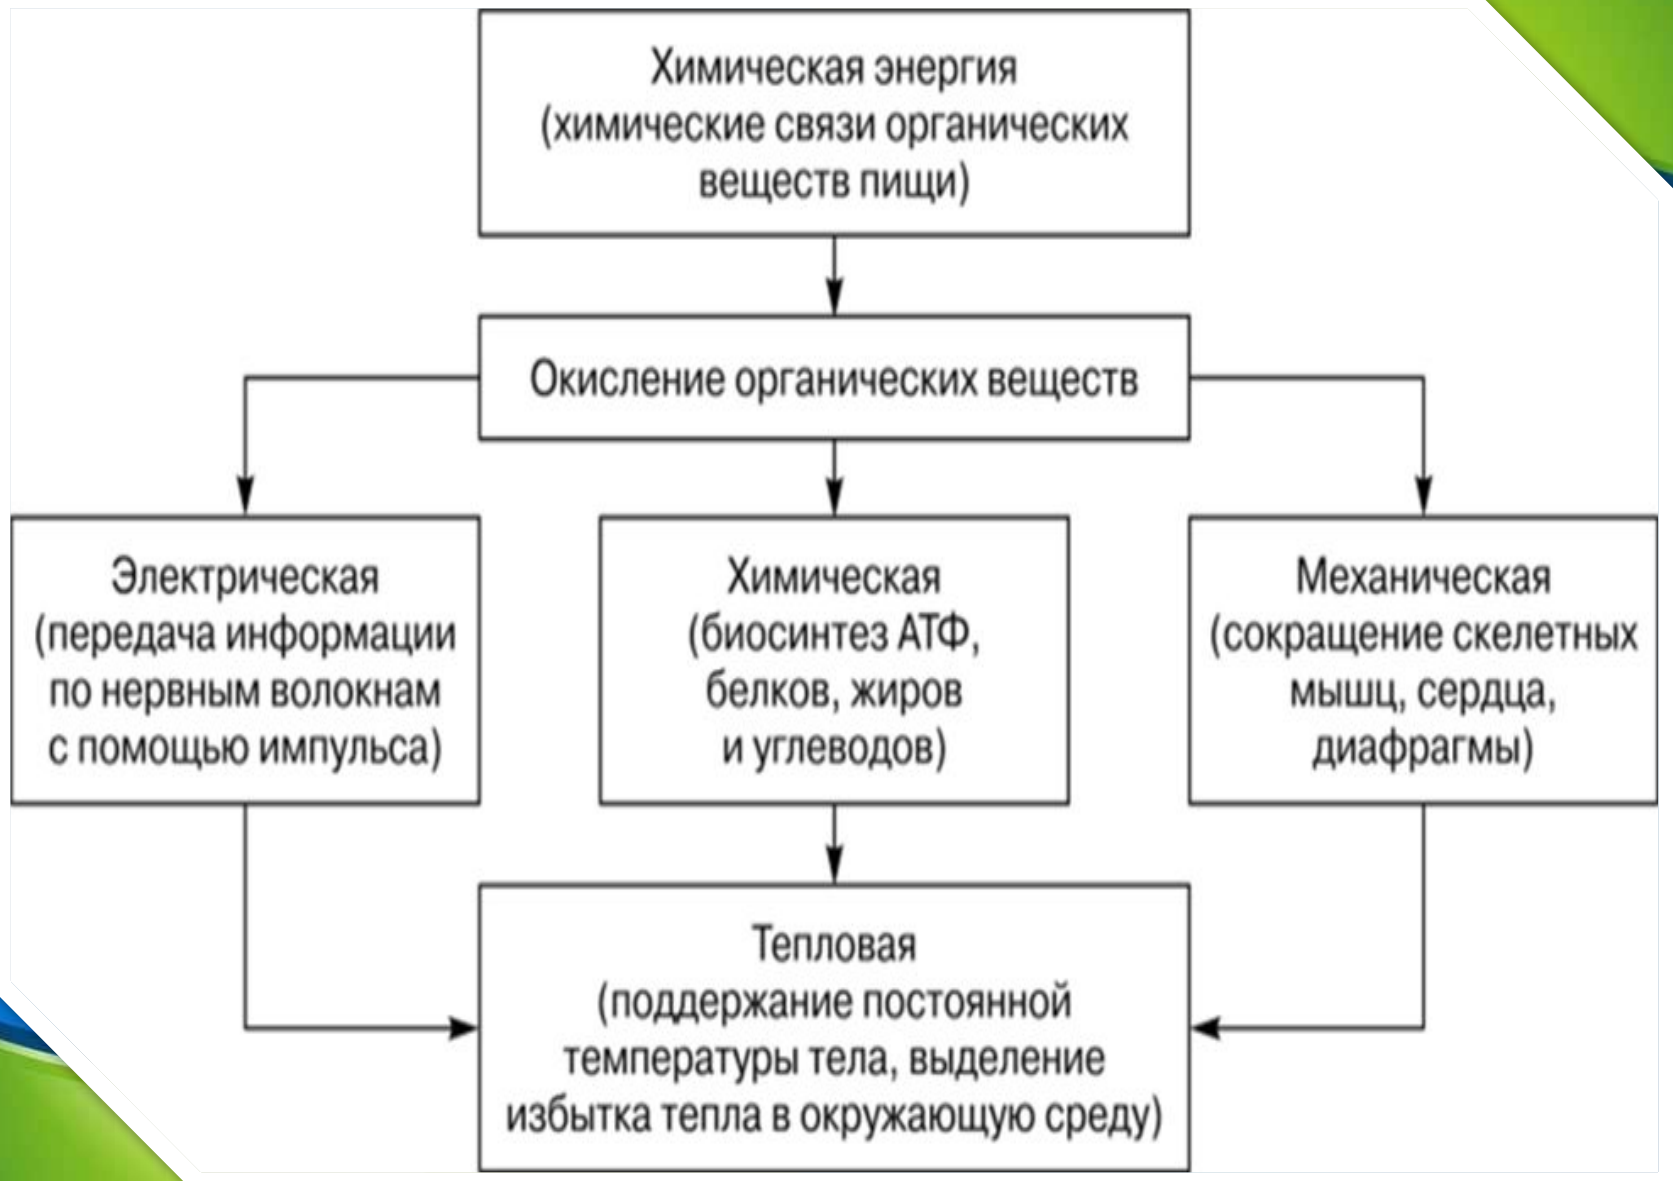 Химическая энергия
(химические связи органических
веществ пищи)
Окисление органических веществ
Электрическая
(передача информации
по нервным волокнам
с помощью импульса)
Химическая
(биосинтез АТФ,
белков, жиров
и углеводов)
Механическая
(сокращение скелетных
мышц, сердца,
диафрагмы)
Тепловая
(поддержание постоянной
температуры тела, выделение
избытка тепла в окружающую среду)